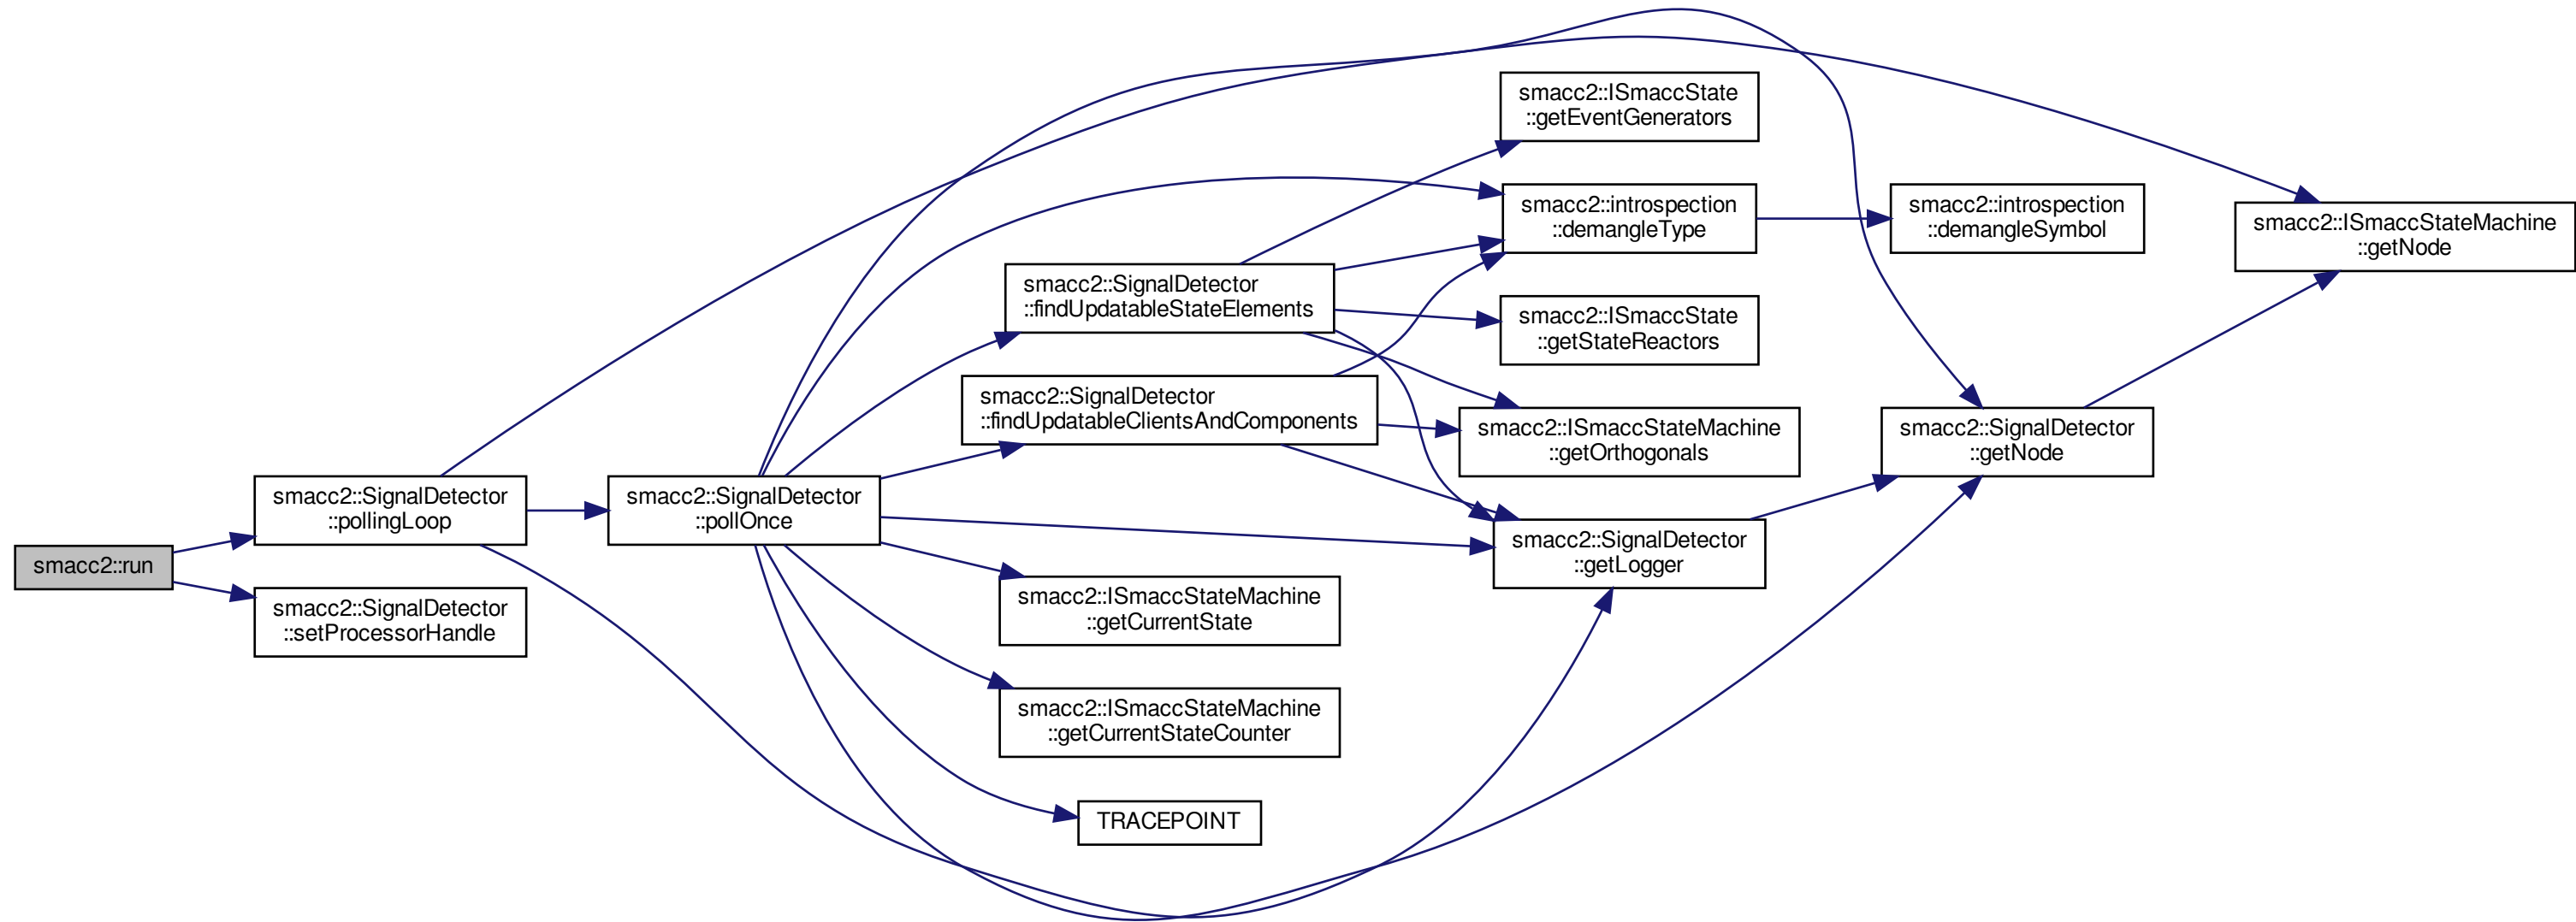 smacc2::run
smacc2::SignalDetector
::pollingLoop
smacc2::SignalDetector
::setProcessorHandle
smacc2::SignalDetector
::pollOnce
smacc2::SignalDetector
::findUpdatableStateElements
smacc2::SignalDetector
::findUpdatableClientsAndComponents
smacc2::ISmaccStateMachine
::getCurrentState
smacc2::ISmaccStateMachine
::getCurrentStateCounter
TRACEPOINT
smacc2::ISmaccState
::getEventGenerators
smacc2::introspection
::demangleType
smacc2::ISmaccState
::getStateReactors
smacc2::ISmaccStateMachine
::getOrthogonals
smacc2::SignalDetector
::getLogger
smacc2::introspection
::demangleSymbol
smacc2::SignalDetector
::getNode
smacc2::ISmaccStateMachine
::getNode